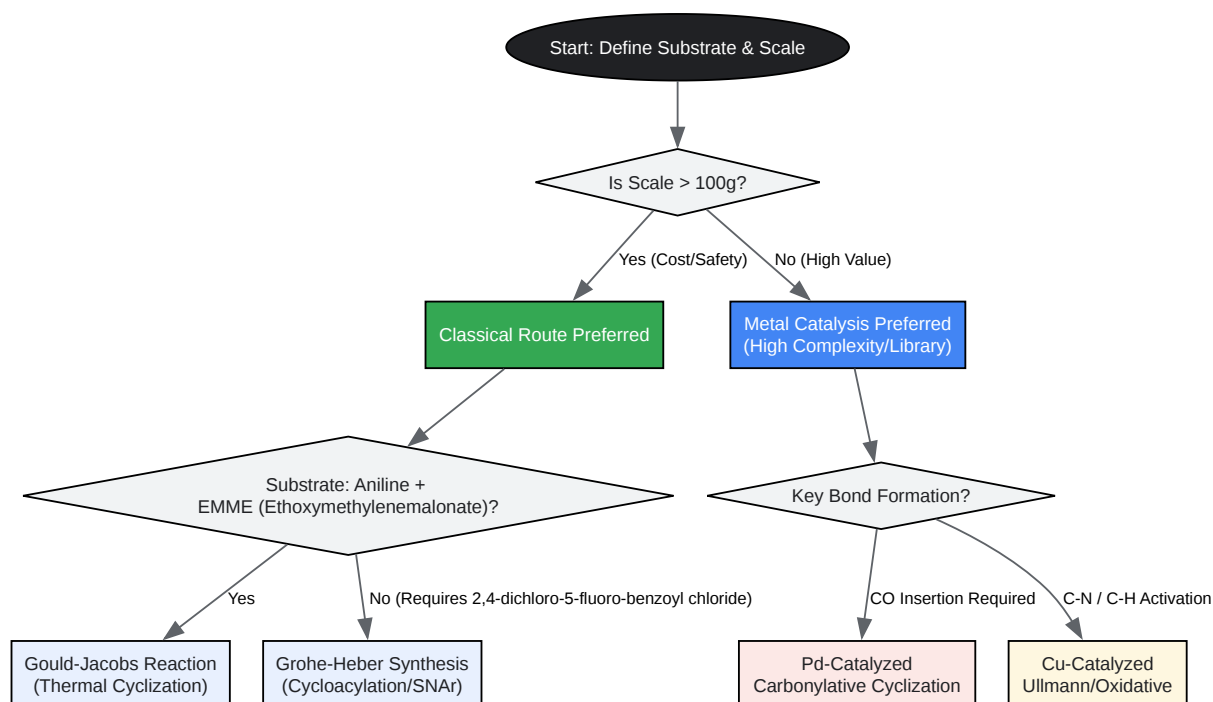 Start: Define Substrate & Scale
Is Scale > 100g?
Yes (Cost/Safety)
No (High Value)
Classical Route Preferred
Metal Catalysis Preferred
(High Complexity/Library)
Substrate: Aniline +
EMME (Ethoxymethylenemalonate)?
Key Bond Formation?
Yes
No (Requires 2,4-dichloro-5-fluoro-benzoyl chloride)
CO Insertion Required
C-N / C-H Activation
Gould-Jacobs Reaction
(Thermal Cyclization)
Grohe-Heber Synthesis
(Cycloacylation/SNAr)
Pd-Catalyzed
Carbonylative Cyclization
Cu-Catalyzed
Ullmann/Oxidative